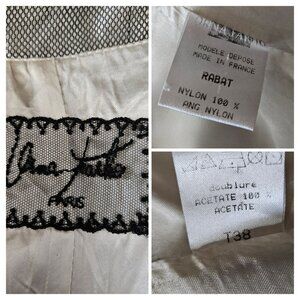 PARIS
MODELE DEPOSE
MADE IN FRANCE
RABAT
NYLON 100 %
ANG NYLON
doublure
ACETATE 100 %
ACETATE
T38